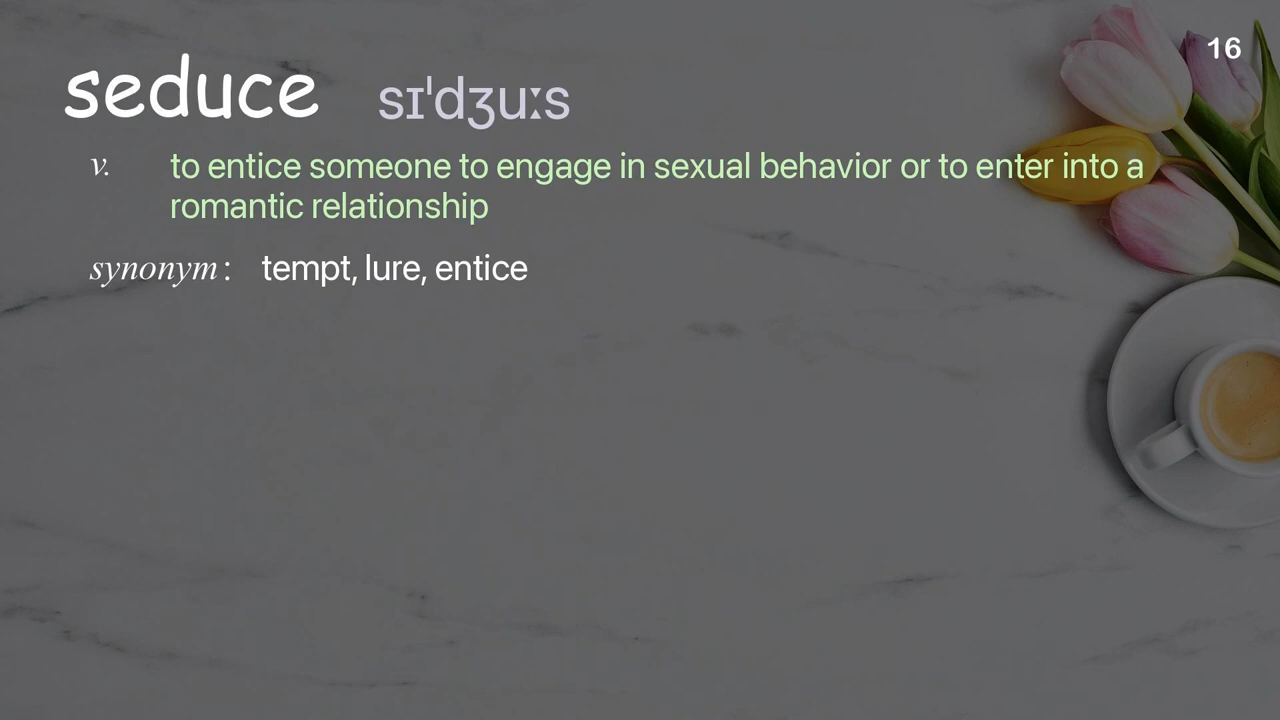 16
seduce sɪˈdʒuːs
v. to entice someone to engage in sexual behavior or to enter into a
romantic relationship
synonym: tempt, lure, entice